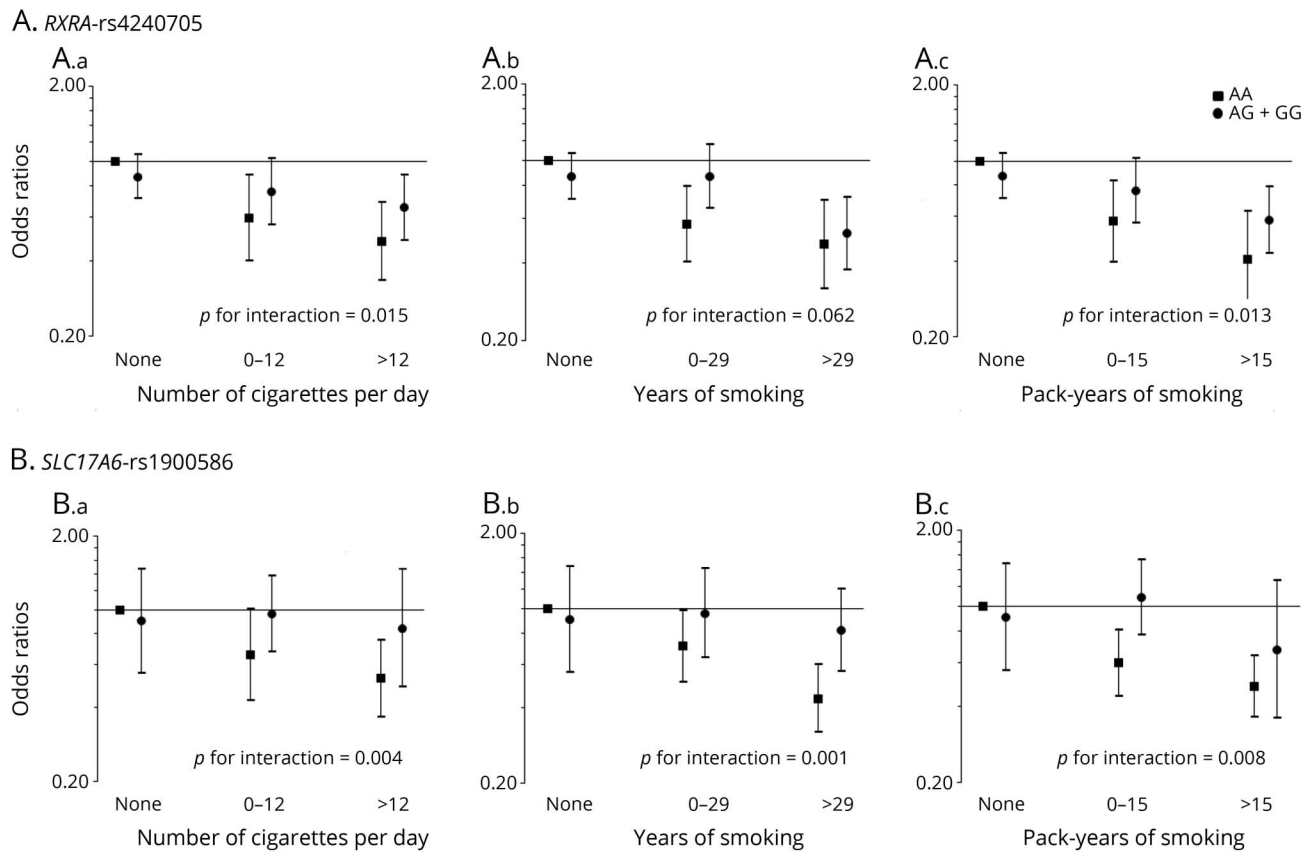 A. RXRA-rs4240705
A.a
2.00
Odds ratios
0.20
p for interaction = 0.015
None 0–12 >12
Number of cigarettes per day
A.b
2.00
0.20
p for interaction = 0.062
None 0–29 >29
Years of smoking
A.c
2.00
AA
AG + GG
0.20
p for interaction = 0.013
None 0–15 >15
Pack-years of smoking
B. SLC17A6-rs1900586
B.a
2.00
Odds ratios
0.20
p for interaction = 0.004
None 0–12 >12
Number of cigarettes per day
B.b
2.00
0.20
p for interaction = 0.001
None 0–29 >29
Years of smoking
B.c
2.00
0.20
p for interaction = 0.008
None 0–15 >15
Pack-years of smoking